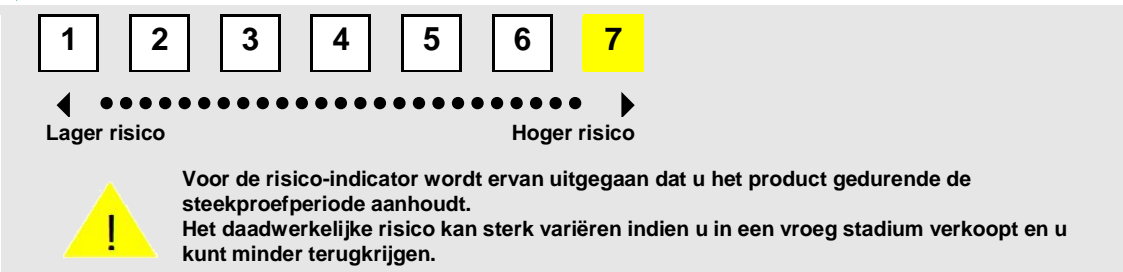 1 2 3 4 5 6 7
Lager risico Hoger risico
Voor de risico-indicator wordt ervan uitgegaan dat u het product gedurende de
steekproefperiode aanhoudt.
!
Het daadwerkelijke risico kan sterk variëren indien u in een vroeg stadium verkoopt en u
kunt minder terugkrijgen.